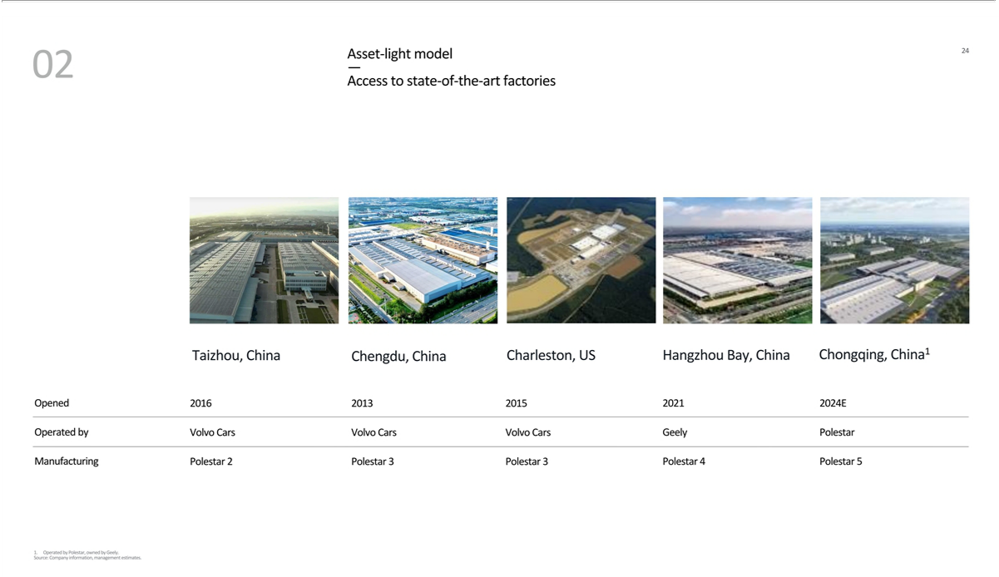 02
Asset-light model
—
Access to state-of-the-art factories
24
Taizhou, China
Chengdu, China
Charleston, US
Hangzhou Bay, China
Chongqing, China¹
Opened 2016 2013 2015 2021 2024E
Operated by Volvo Cars Volvo Cars Volvo Cars Geely Polestar
Manufacturing Polestar 2 Polestar 3 Polestar 3 Polestar 4 Polestar 5
1. Operated by Polestar, owned by Geely.
Source: Company information, management estimates.